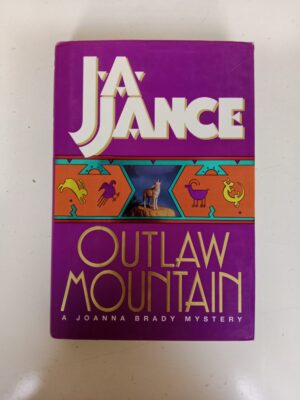 J·A·
JANCE
OUTLAW
MOUNTAIN
A JOANNA BRADY MYSTERY